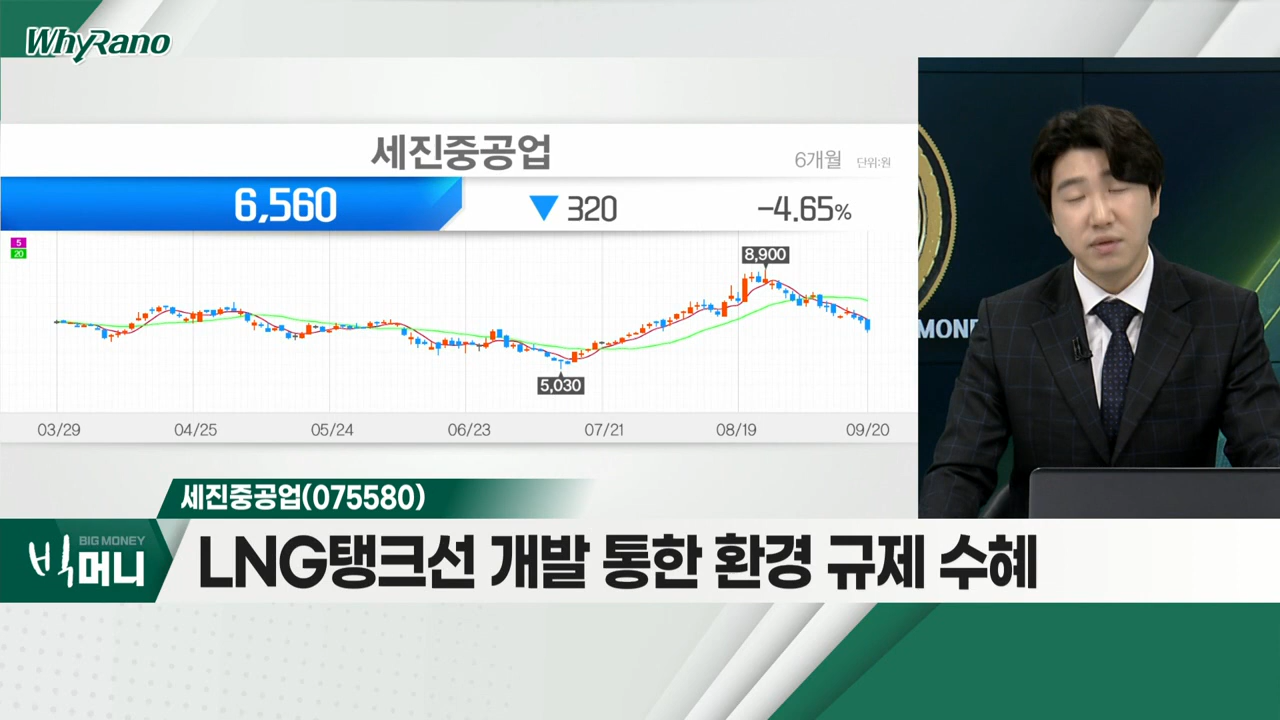 WhyRano
세진중공업
6개월 단위:원
6,560 ▼ 320 -4.65%
5
20
8,900
5,030
03/29 04/25 05/24 06/23 07/21 08/19 09/20
세진중공업(075580)
BIG MONEY
빅머니
LNG탱크선 개발 통한 환경 규제 수혜